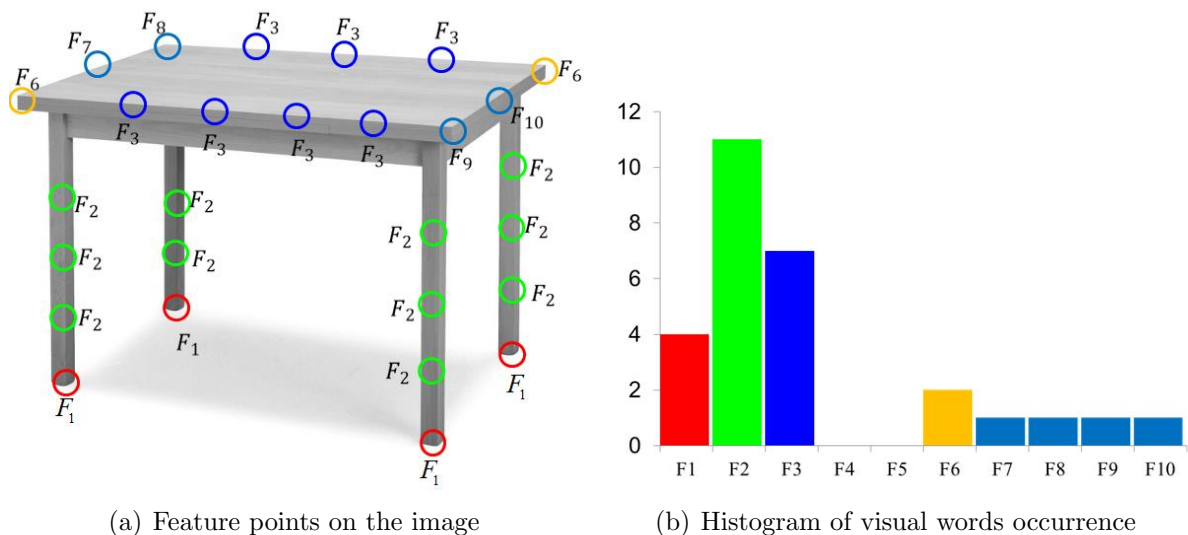 F₈ F₃ F₃ F₃
F₇
F₆ F₆
F₃ F₃ F₃ F₃ F₉ F₁₀
F₂
F₂ F₂
F₂ F₂
F₂ F₂
F₂ F₂
F₂ F₂
F₁
F₁
F₁
F₁
12
10
8
6
4
2
0
F1 F2 F3 F4 F5 F6 F7 F8 F9 F10
(a) Feature points on the image
(b) Histogram of visual words occurrence